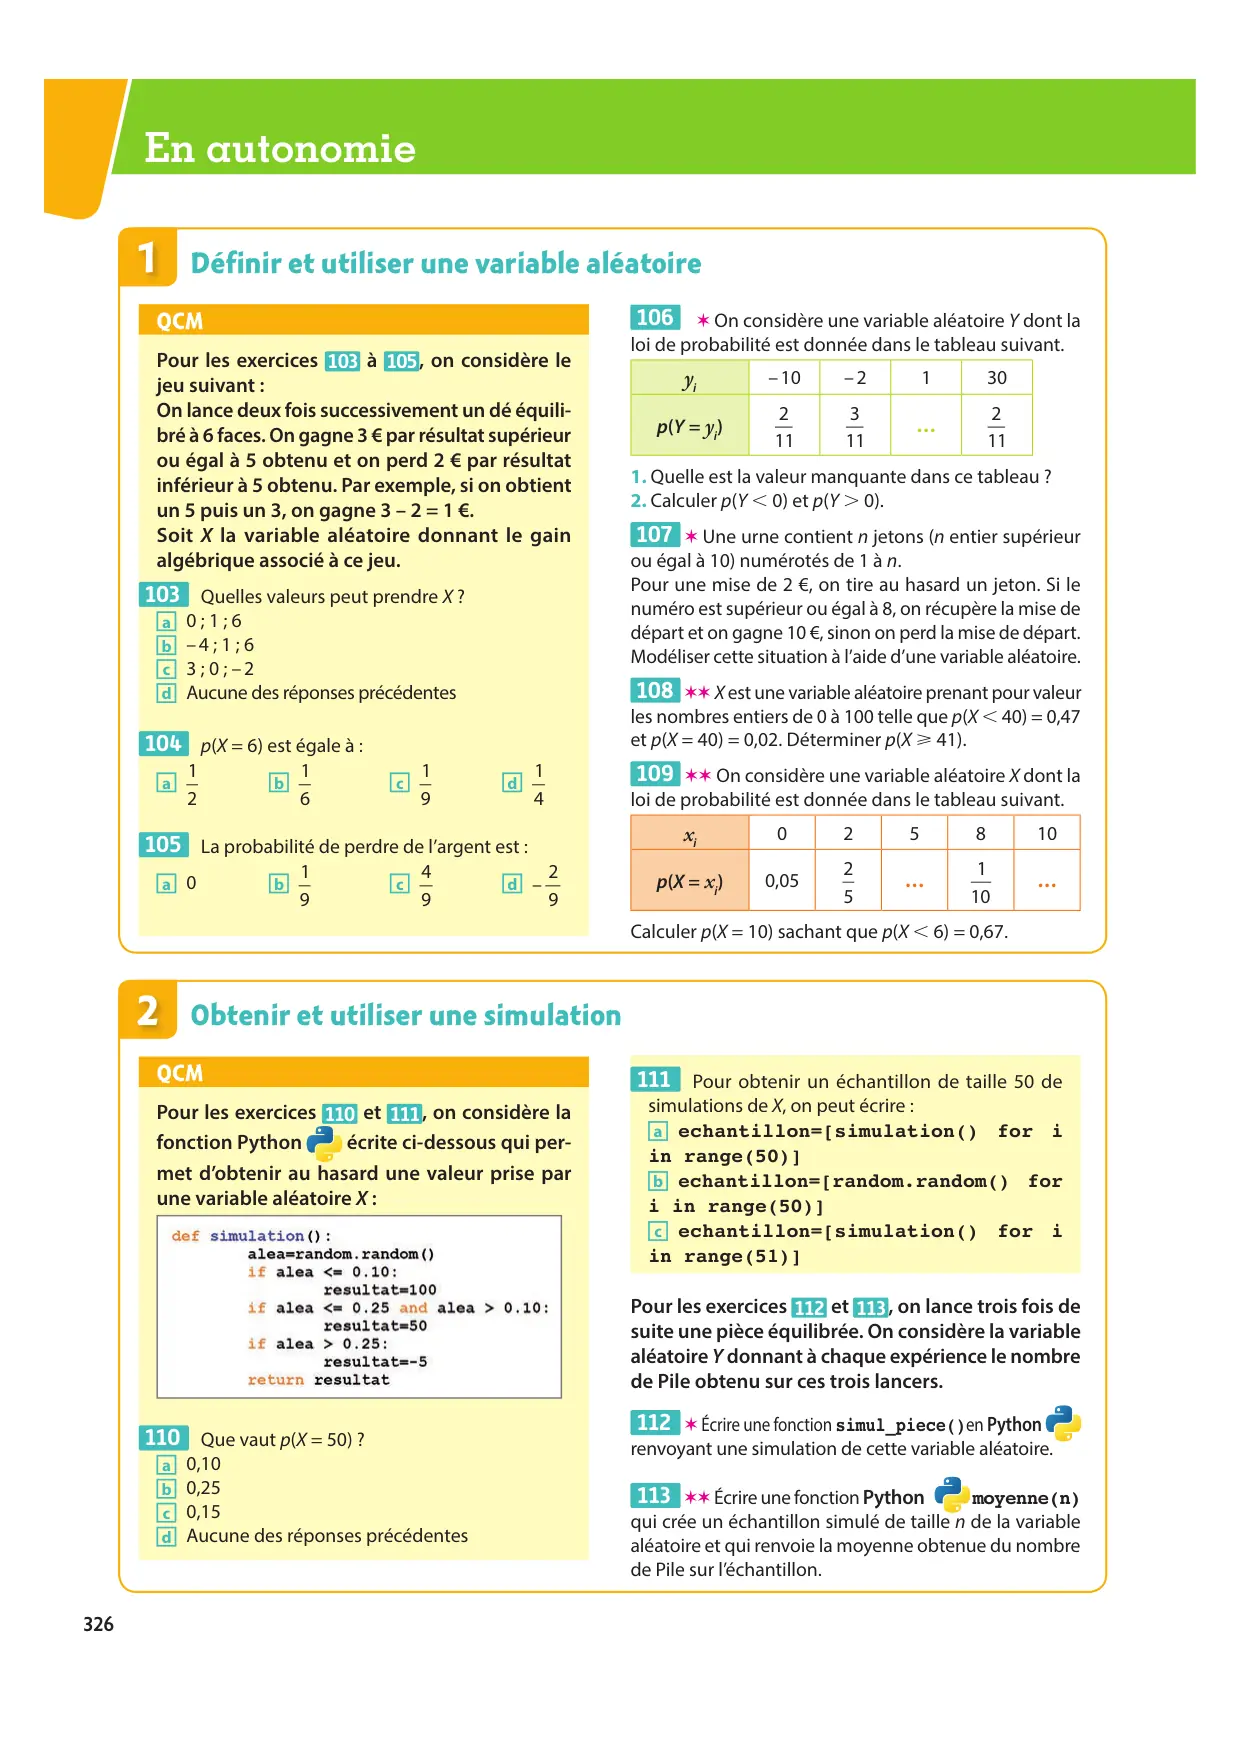 En autonomie
1 Définir et utiliser une variable aléatoire
QCM
Pour les exercices 103 à 105, on considère le
jeu suivant :
On lance deux fois successivement un dé équili-
bré à 6 faces. On gagne 3 € par résultat supérieur
ou égal à 5 obtenu et on perd 2 € par résultat
inférieur à 5 obtenu. Par exemple, si on obtient
un 5 puis un 3, on gagne 3 – 2 = 1 €.
Soit X la variable aléatoire donnant le gain
algébrique associé à ce jeu.
103 Quelles valeurs peut prendre X ?
a 0 ; 1 ; 6
b – 4 ; 1 ; 6
c 3 ; 0 ; – 2
d Aucune des réponses précédentes
104 p(X = 6) est égale à :
a 1/2 b 1/6 c 1/9 d 1/4
105 La probabilité de perdre de l’argent est :
a 0 b 1/9 c 4/9 d – 2/9
106 ✶ On considère une variable aléatoire Y dont la
loi de probabilité est donnée dans le tableau suivant.
yi – 10 – 2 1 30
p(Y = yi) 2/11 3/11 … 2/11
1. Quelle est la valeur manquante dans ce tableau ?
2. Calculer p(Y < 0) et p(Y > 0).
107 ✶ Une urne contient n jetons (n entier supérieur
ou égal à 10) numérotés de 1 à n.
Pour une mise de 2 €, on tire au hasard un jeton. Si le
numéro est supérieur ou égal à 8, on récupère la mise de
départ et on gagne 10 €, sinon on perd la mise de départ.
Modéliser cette situation à l’aide d’une variable aléatoire.
108 ✶✶ X est une variable aléatoire prenant pour valeur
les nombres entiers de 0 à 100 telle que p(X < 40) = 0,47
et p(X = 40) = 0,02. Déterminer p(X ⩾ 41).
109 ✶✶ On considère une variable aléatoire X dont la
loi de probabilité est donnée dans le tableau suivant.
xi 0 2 5 8 10
p(X = xi) 0,05 2/5 … 1/10 …
Calculer p(X = 10) sachant que p(X < 6) = 0,67.
2 Obtenir et utiliser une simulation
QCM
Pour les exercices 110 et 111, on considère la
fonction Python écrite ci-dessous qui per-
met d’obtenir au hasard une valeur prise par
une variable aléatoire X :
def simulation():
alea=random.random()
if alea <= 0.10:
resultat=100
if alea <= 0.25 and alea > 0.10:
resultat=50
if alea > 0.25:
resultat=-5
return resultat
110 Que vaut p(X = 50) ?
a 0,10
b 0,25
c 0,15
d Aucune des réponses précédentes
111 Pour obtenir un échantillon de taille 50 de
simulations de X, on peut écrire :
a echantillon=[simulation() for i
in range(50)]
b echantillon=[random.random() for
i in range(50)]
c echantillon=[simulation() for i
in range(51)]
Pour les exercices 112 et 113, on lance trois fois de
suite une pièce équilibrée. On considère la variable
aléatoire Y donnant à chaque expérience le nombre
de Pile obtenu sur ces trois lancers.
112 ✶ Écrire une fonction simul_piece()en Python
renvoyant une simulation de cette variable aléatoire.
113 ✶✶ Écrire une fonction Python moyenne(n)
qui crée un échantillon simulé de taille n de la variable
aléatoire et qui renvoie la moyenne obtenue du nombre
de Pile sur l’échantillon.
326